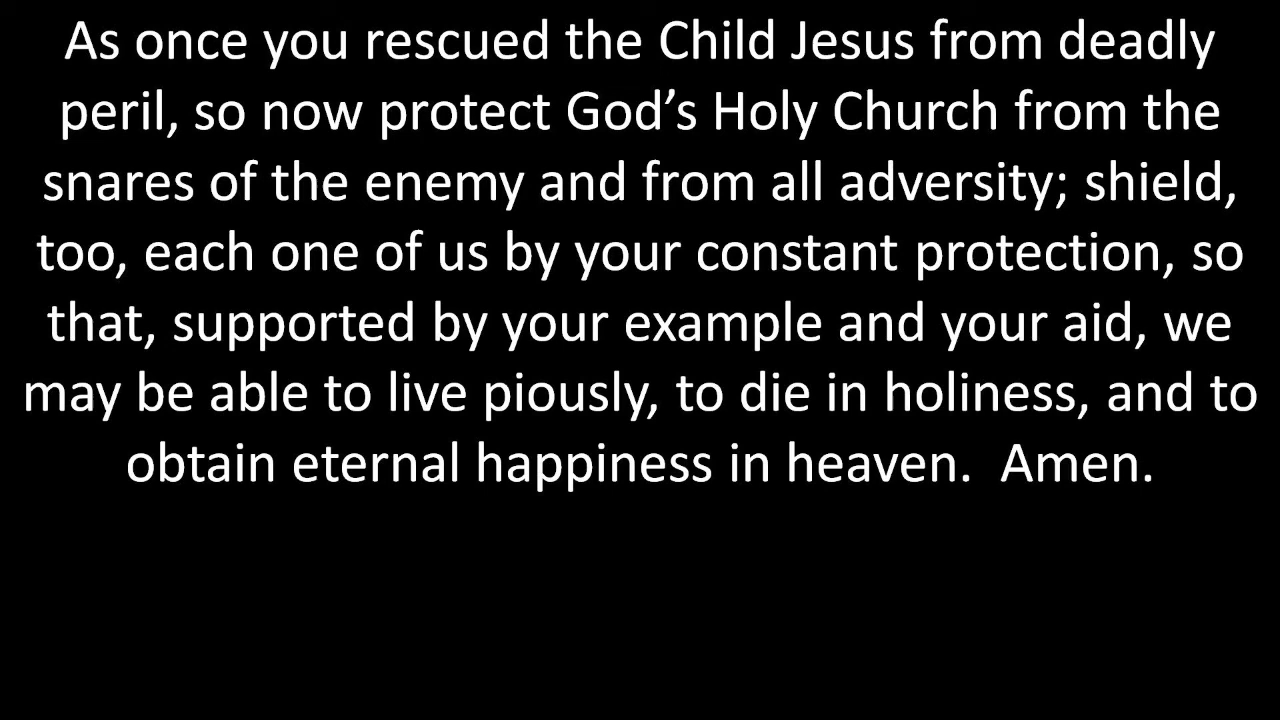 As once you rescued the Child Jesus from deadly
peril, so now protect God’s Holy Church from the
snares of the enemy and from all adversity; shield,
too, each one of us by your constant protection, so
that, supported by your example and your aid, we
may be able to live piously, to die in holiness, and to
obtain eternal happiness in heaven.  Amen.